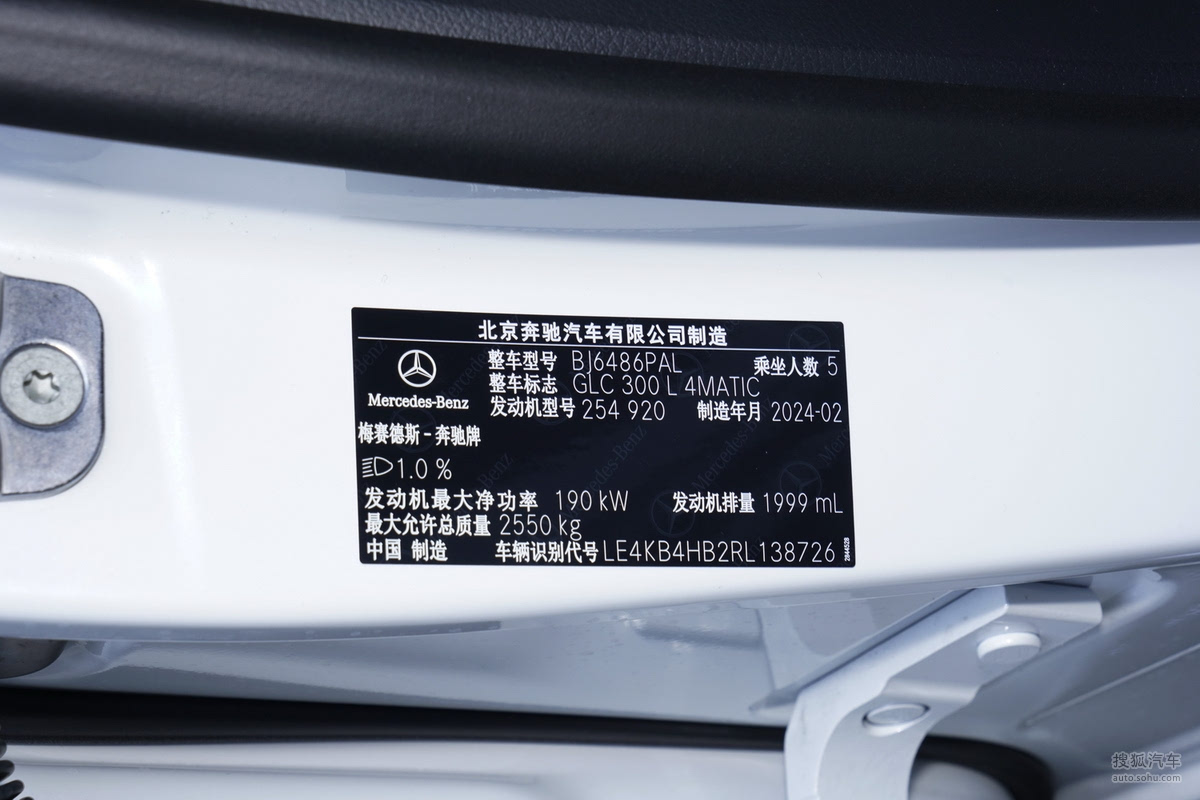 北京奔驰汽车有限公司制造
整车型号 BJ6486PAL 乘坐人数 5
整车标志 GLC 300 L 4MATIC
Mercedes-Benz
发动机型号 254 920 制造年月 2024-02
梅赛德斯-奔驰牌
1.0 %
发动机最大净功率 190 kW 发动机排量 1999 mL
最大允许总质量 2550 kg
中国 制造 车辆识别代号 LE4KB4HB2RL138726
搜狐汽车
auto.sohu.com